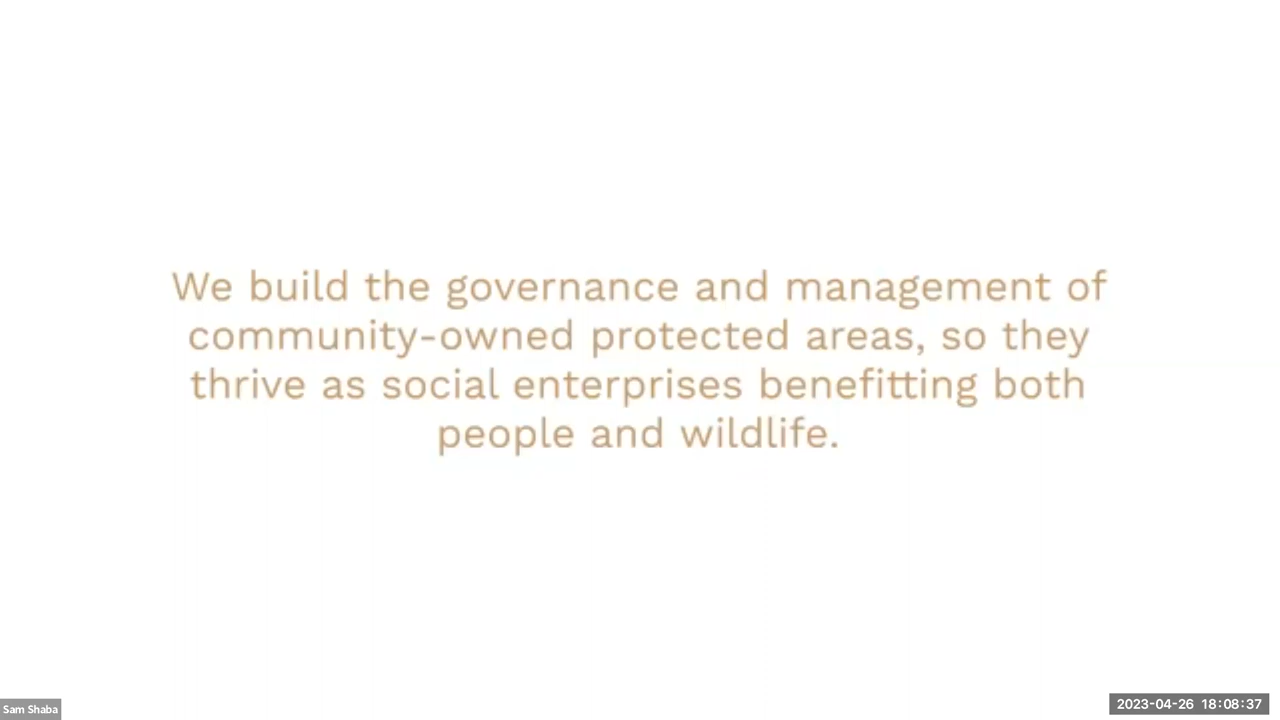 We build the governance and management of
community-owned protected areas, so they
thrive as social enterprises benefitting both
people and wildlife.
Sam Shaba
2023-04-26 18:08:37